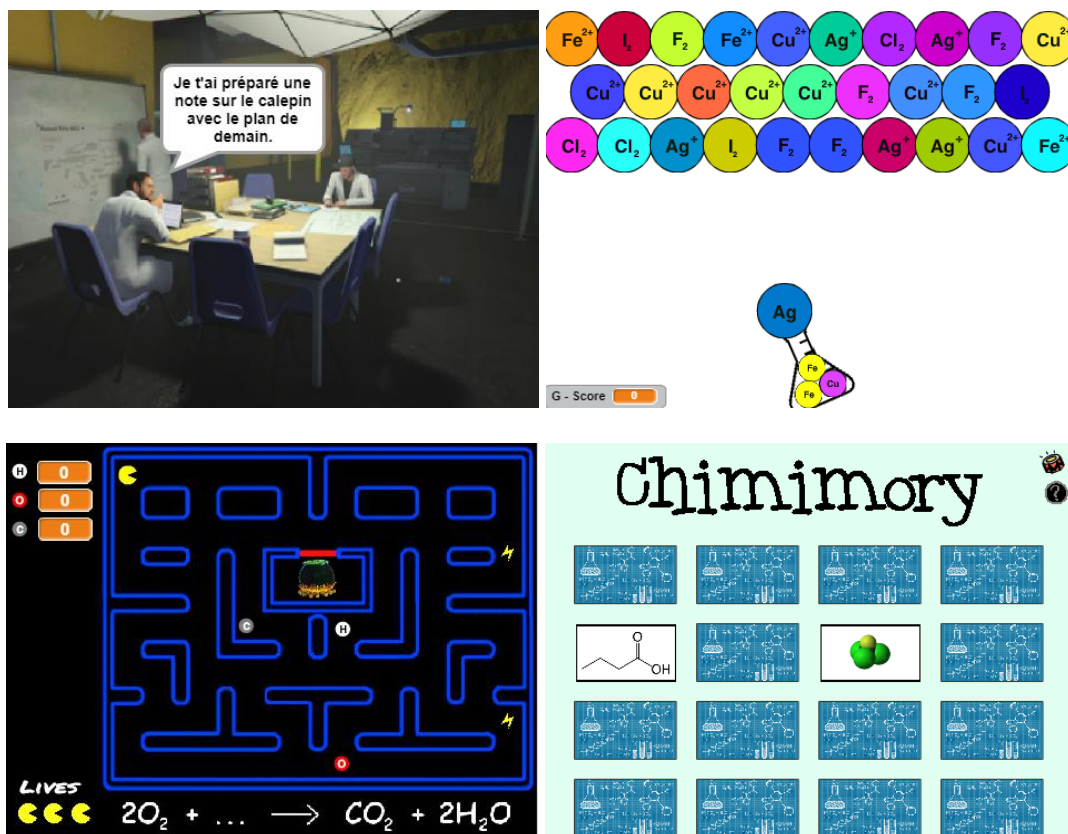 Je t'ai préparé une
note sur le calepin
avec le plan de
demain.
Fe²⁺ I₂ F₂ Fe²⁺ Cu²⁺ Ag⁺ Cl₂ Ag⁺ F₂ Cu²⁺
Cu²⁺ Cu²⁺ Cu²⁺ Cu²⁺ Cu²⁺ F₂ Cu²⁺ F₂ I₂
Cl₂ Cl₂ Ag⁺ I₂ F₂ F₂ Ag⁺ Ag⁺ Cu²⁺ Fe²⁺
Ag
Fe
Cu
Fe
G - Score 0
H 0
O 0
C 0
C
H
O
LIVES
2O₂ + ... ⟶ CO₂ + 2H₂O
Chimimory
?
O
OH